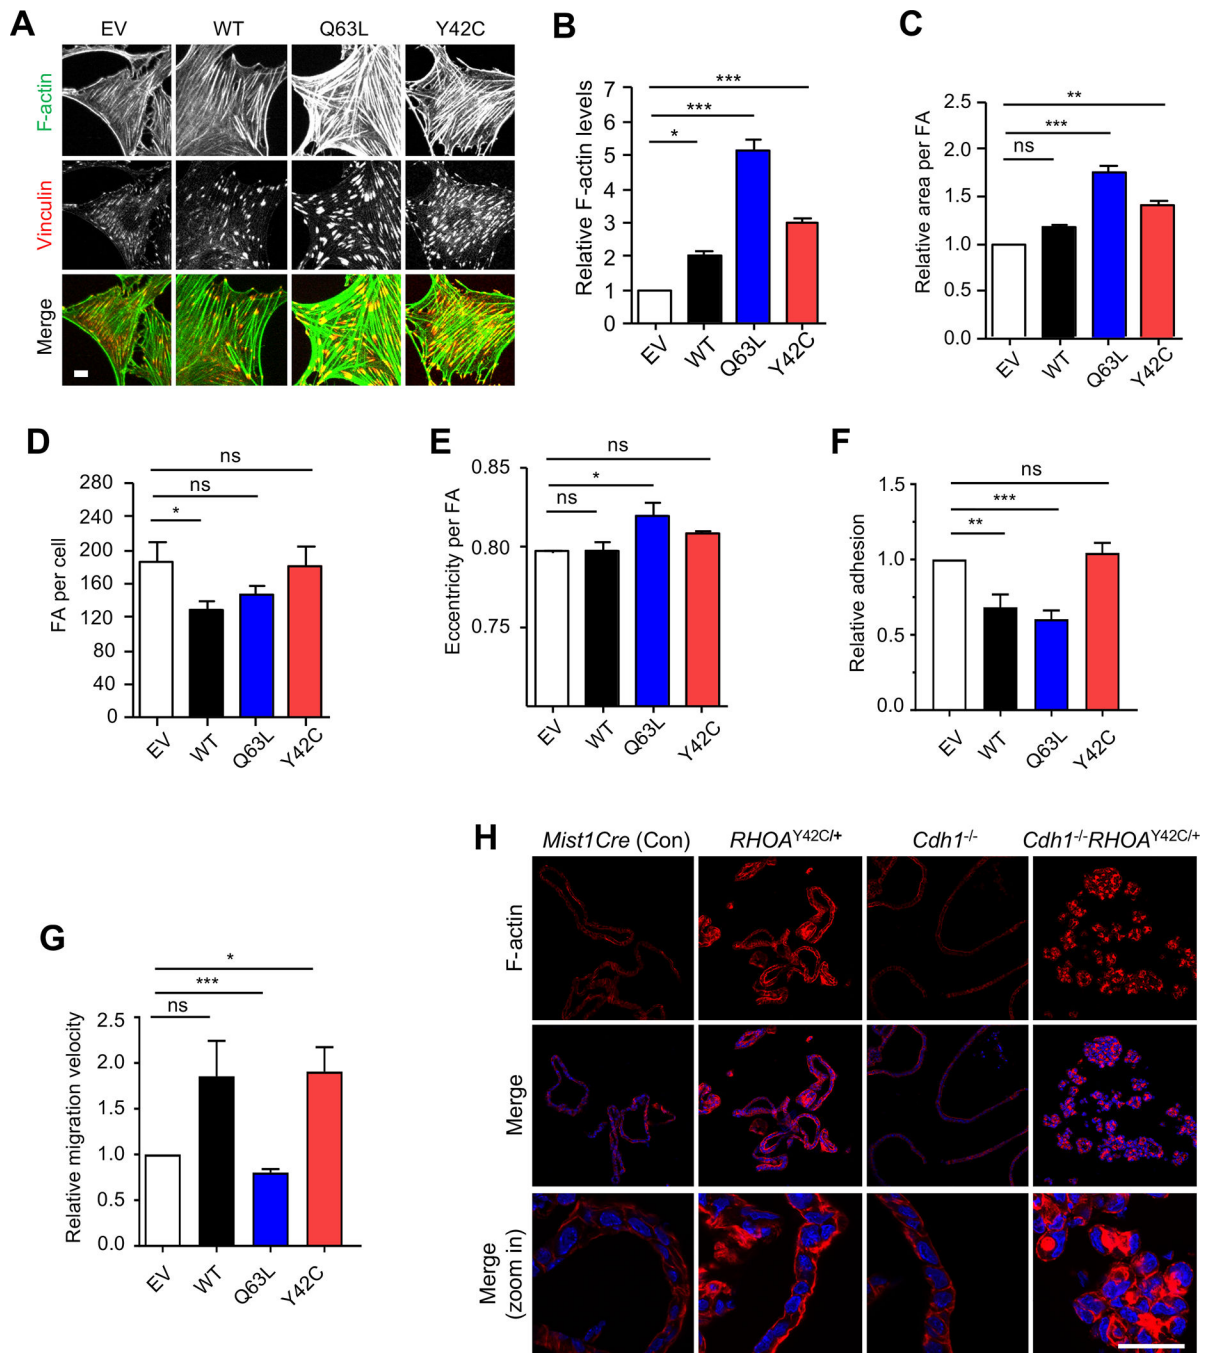 A
EV WT Q63L Y42C
F-actin
Vinculin
Merge
B
Relative F-actin levels
7
6
5
4
3
2
1
0
***
***
*
EV WT Q63L Y42C
C
Relative area per FA
2.5
2.0
1.5
1.0
0.5
0.0
**
***
ns
EV WT Q63L Y42C
D
FA per cell
280
240
200
160
120
80
40
0
ns
ns
*
EV WT Q63L Y42C
E
Eccentricity per FA
0.85
0.80
0.75
ns
*
ns
EV WT Q63L Y42C
F
Relative adhesion
1.5
1.0
0.5
0.0
ns
***
**
EV WT Q63L Y42C
G
Relative migration velocity
2.5
2.0
1.5
1.0
0.5
0.0
*
***
ns
EV WT Q63L Y42C
H
Mist1Cre (Con) RHOA^Y42C/+ Cdh1^-/- Cdh1^-/-RHOA^Y42C/+
F-actin
Merge
Merge
(zoom in)